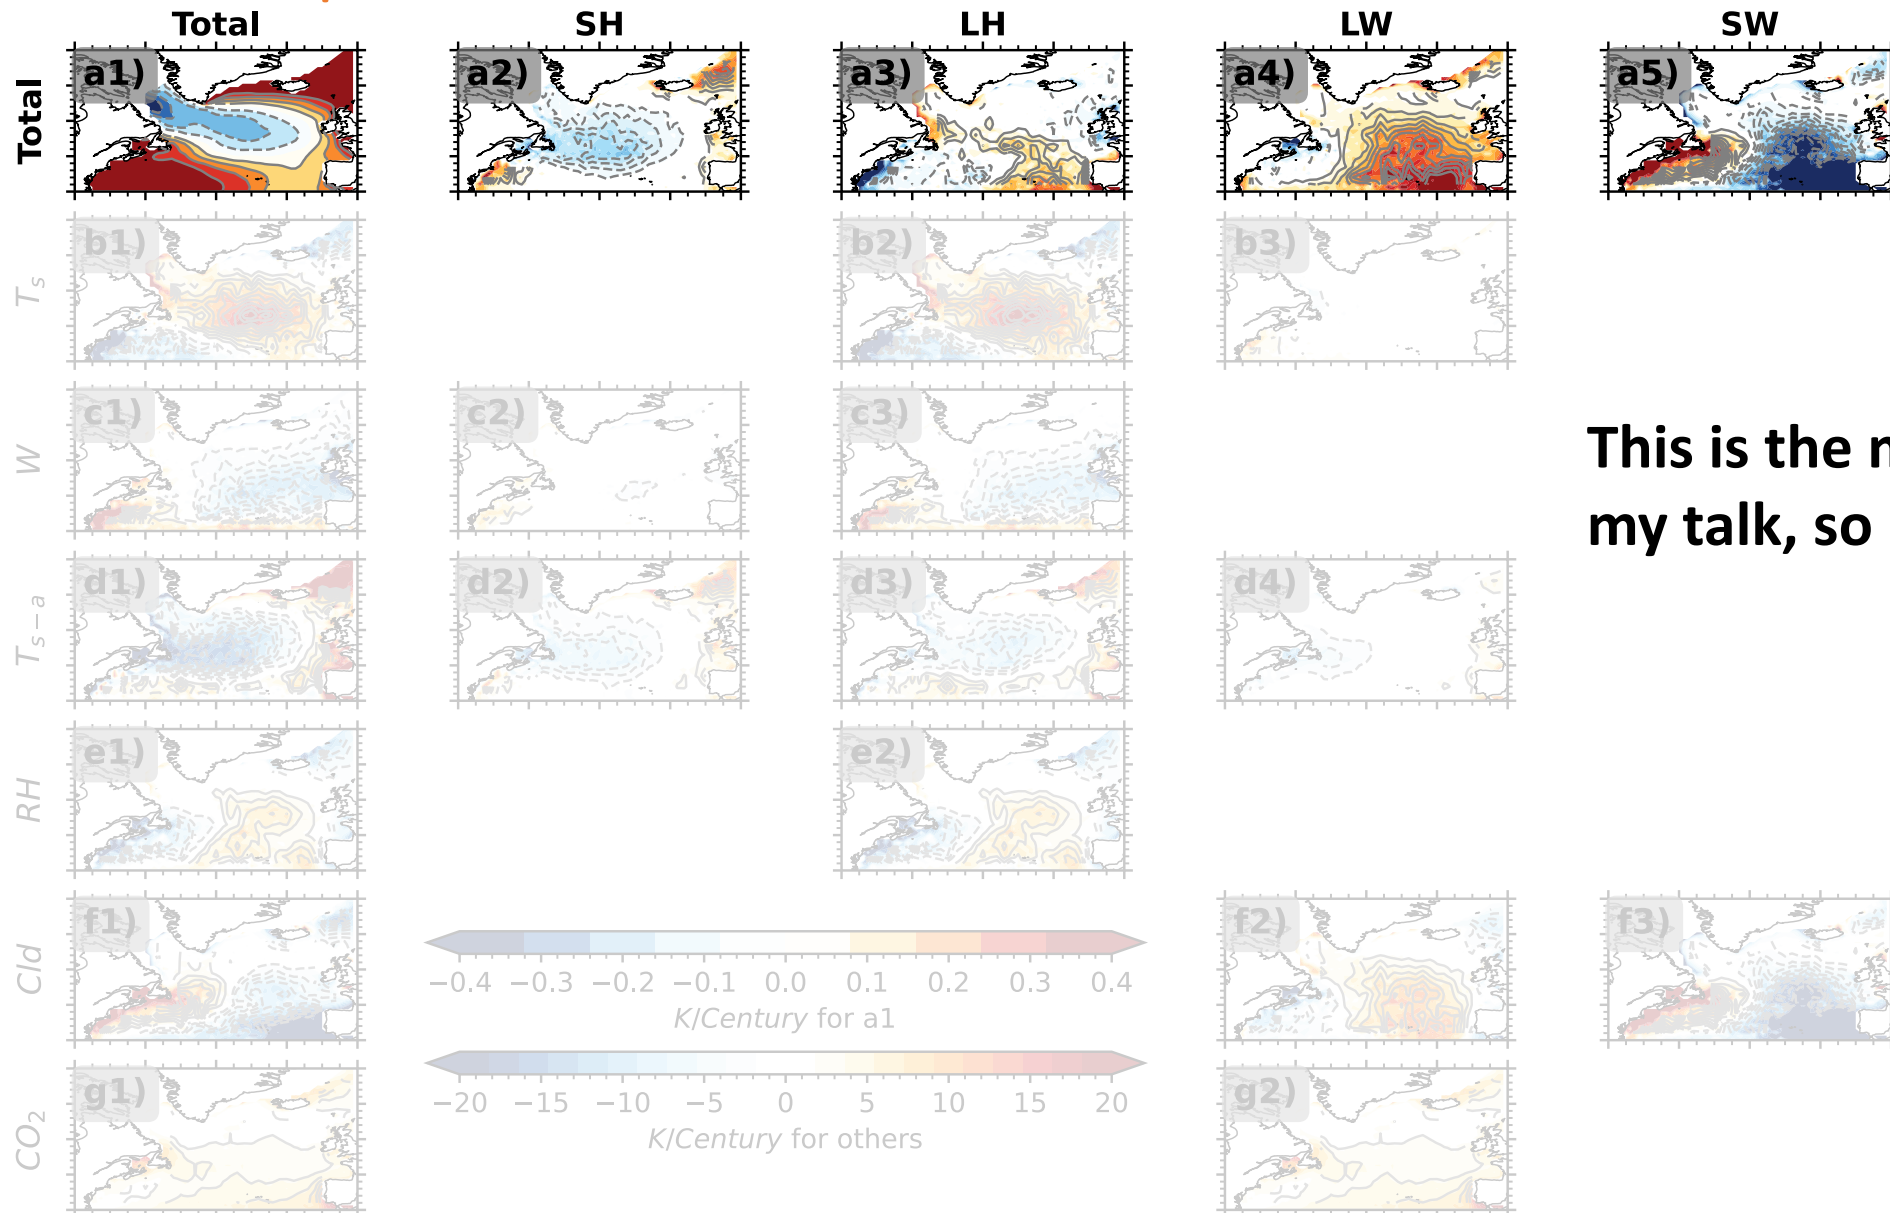 Total SH LH LW SW
Total a1) a2) a3) a4) a5)
T_s b1) b2) b3)
W c1) c2) c3)
This is the
my talk, so
T_{s−a} d1) d2) d3) d4)
RH e1) e2)
Cld f1) f2) f3)
−0.4 −0.3 −0.2 −0.1 0.0 0.1 0.2 0.3 0.4
K/Century for a1
CO₂ g1) g2)
−20 −15 −10 −5 0 5 10 15 20
K/Century for others